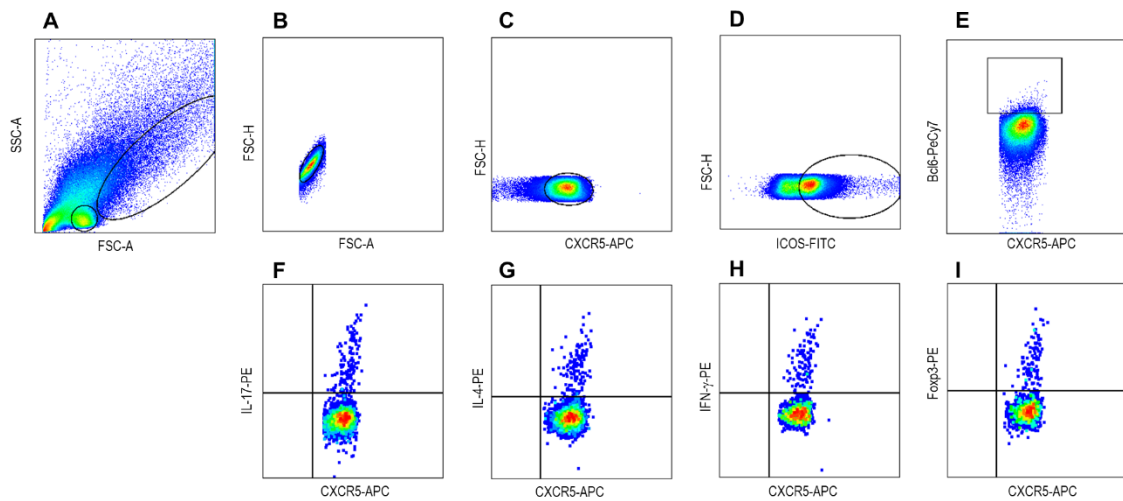 A
B
C
D
E
SSC-A
FSC-A
FSC-H
FSC-A
FSC-H
CXCR5-APC
FSC-H
ICOS-FITC
Bcl6-PeCy7
CXCR5-APC
F
G
H
I
IL-17-PE
CXCR5-APC
IL-4-PE
CXCR5-APC
IFN-γ-PE
CXCR5-APC
Foxp3-PE
CXCR5-APC